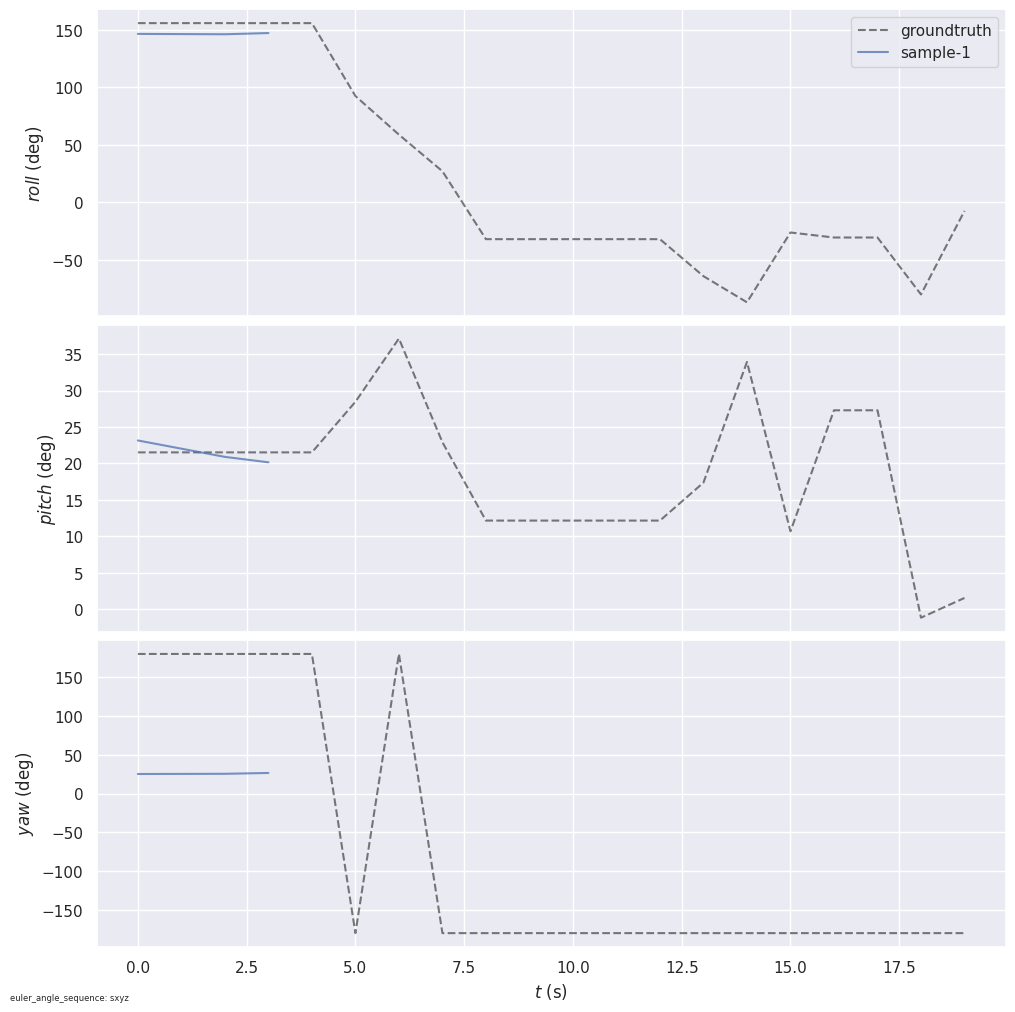 150
100
50
0
−50
roll (deg)
groundtruth
sample-1
35
30
25
20
15
10
5
0
pitch (deg)
150
100
50
0
−50
−100
−150
yaw (deg)
0.0 2.5 5.0 7.5 10.0 12.5 15.0 17.5
t (s)
euler_angle_sequence: sxyz